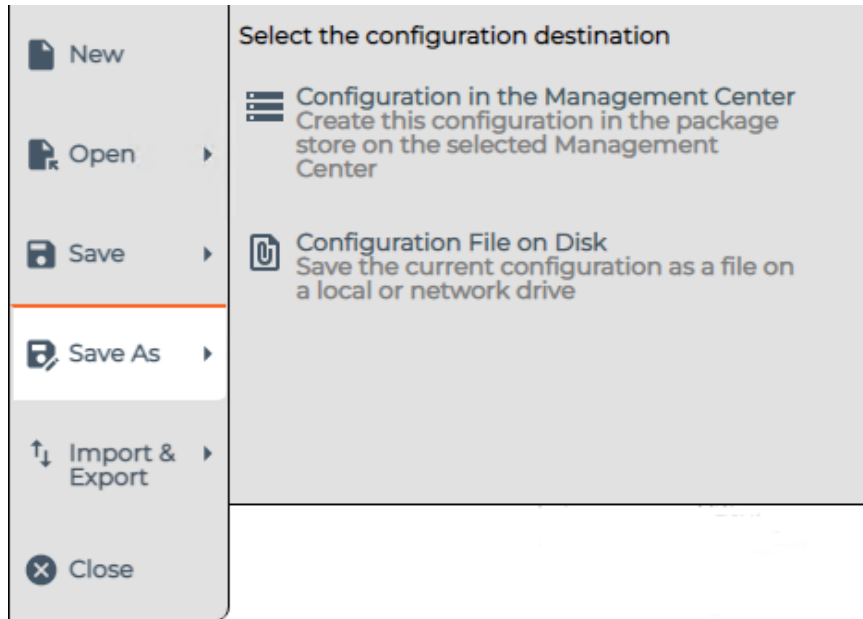 New
Open
Save
Save As
Import &
Export
Close
Select the configuration destination
Configuration in the Management Center
Create this configuration in the package
store on the selected Management
Center
Configuration File on Disk
Save the current configuration as a file on
a local or network drive